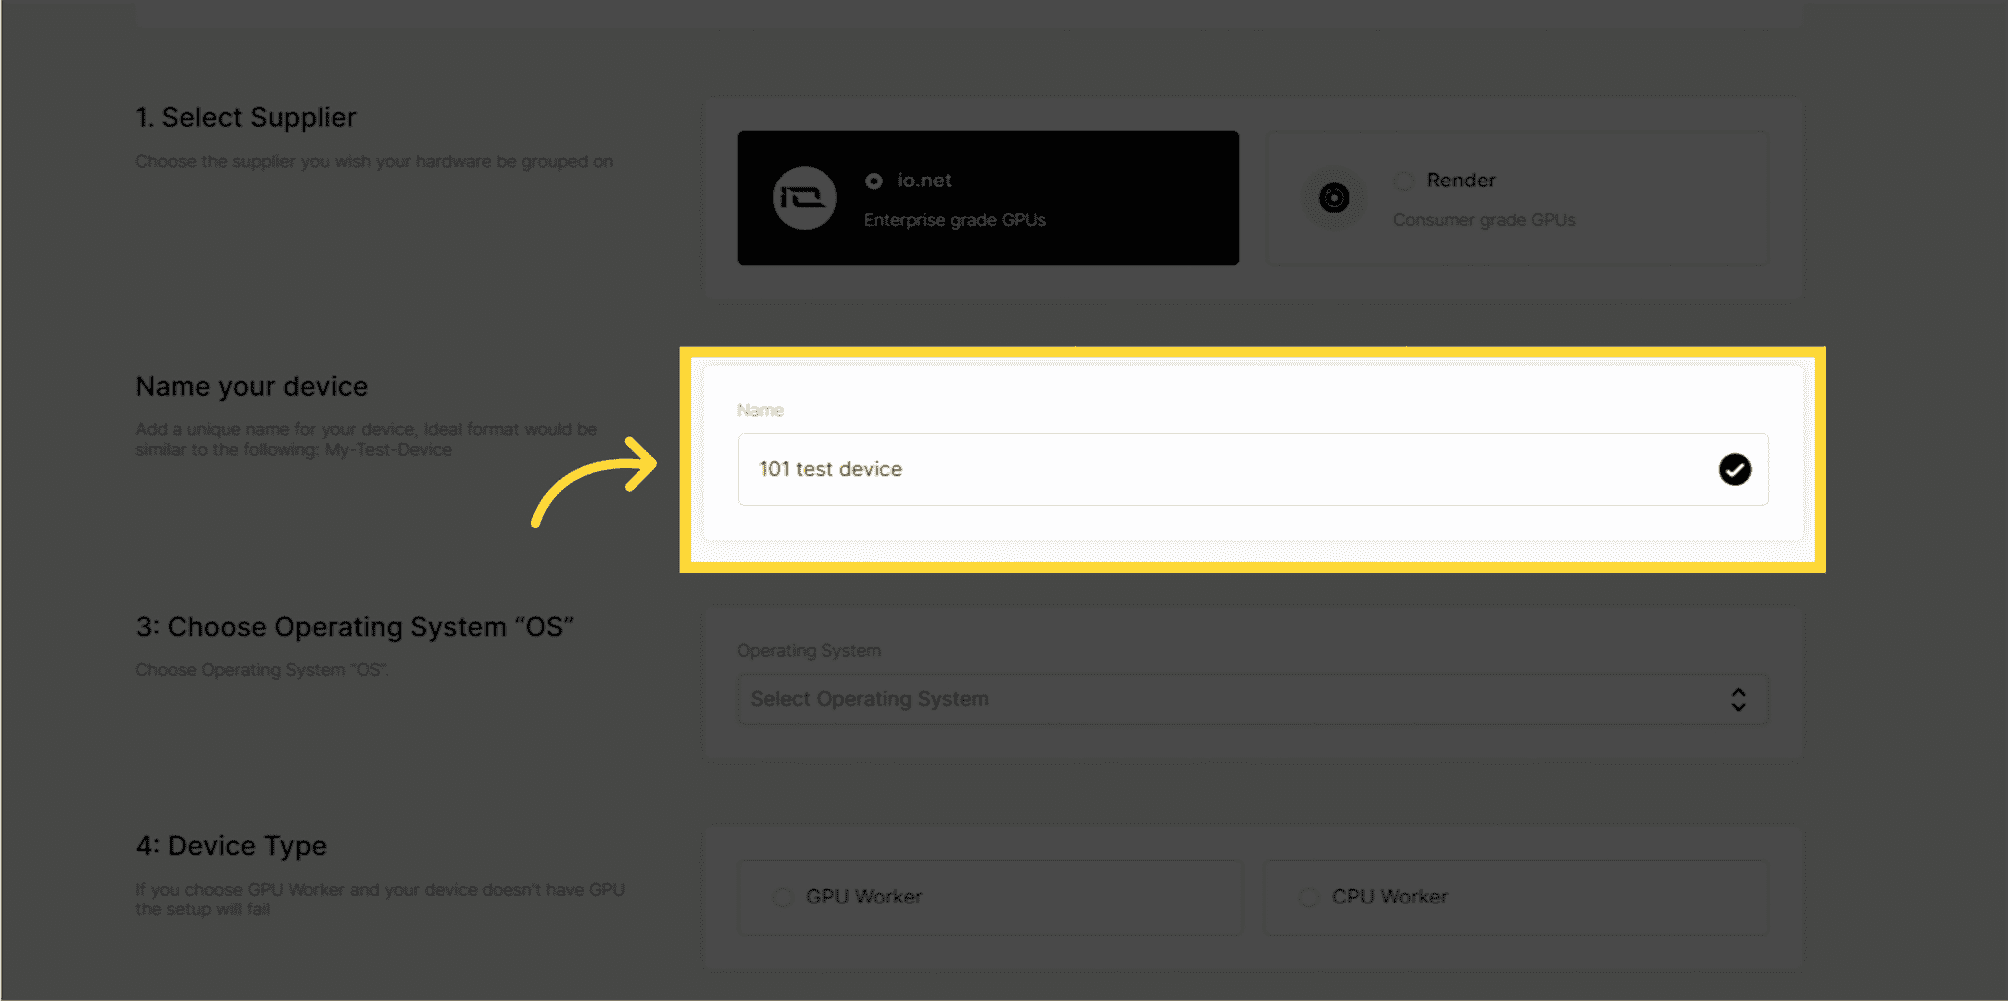 1. Select Supplier
Choose the supplier you wish your hardware be grouped on
io.net
Enterprise grade GPUs
Render
Consumer grade GPUs
Name your device
Add a unique name for your device, Ideal format would be
similar to the following: My-Test-Device
Name
101 test device
3: Choose Operating System “OS”
Choose Operating System "OS".
Operating System
Select Operating System
4: Device Type
If you choose GPU Worker and your device doesn't have GPU
the setup will fail
GPU Worker
CPU Worker